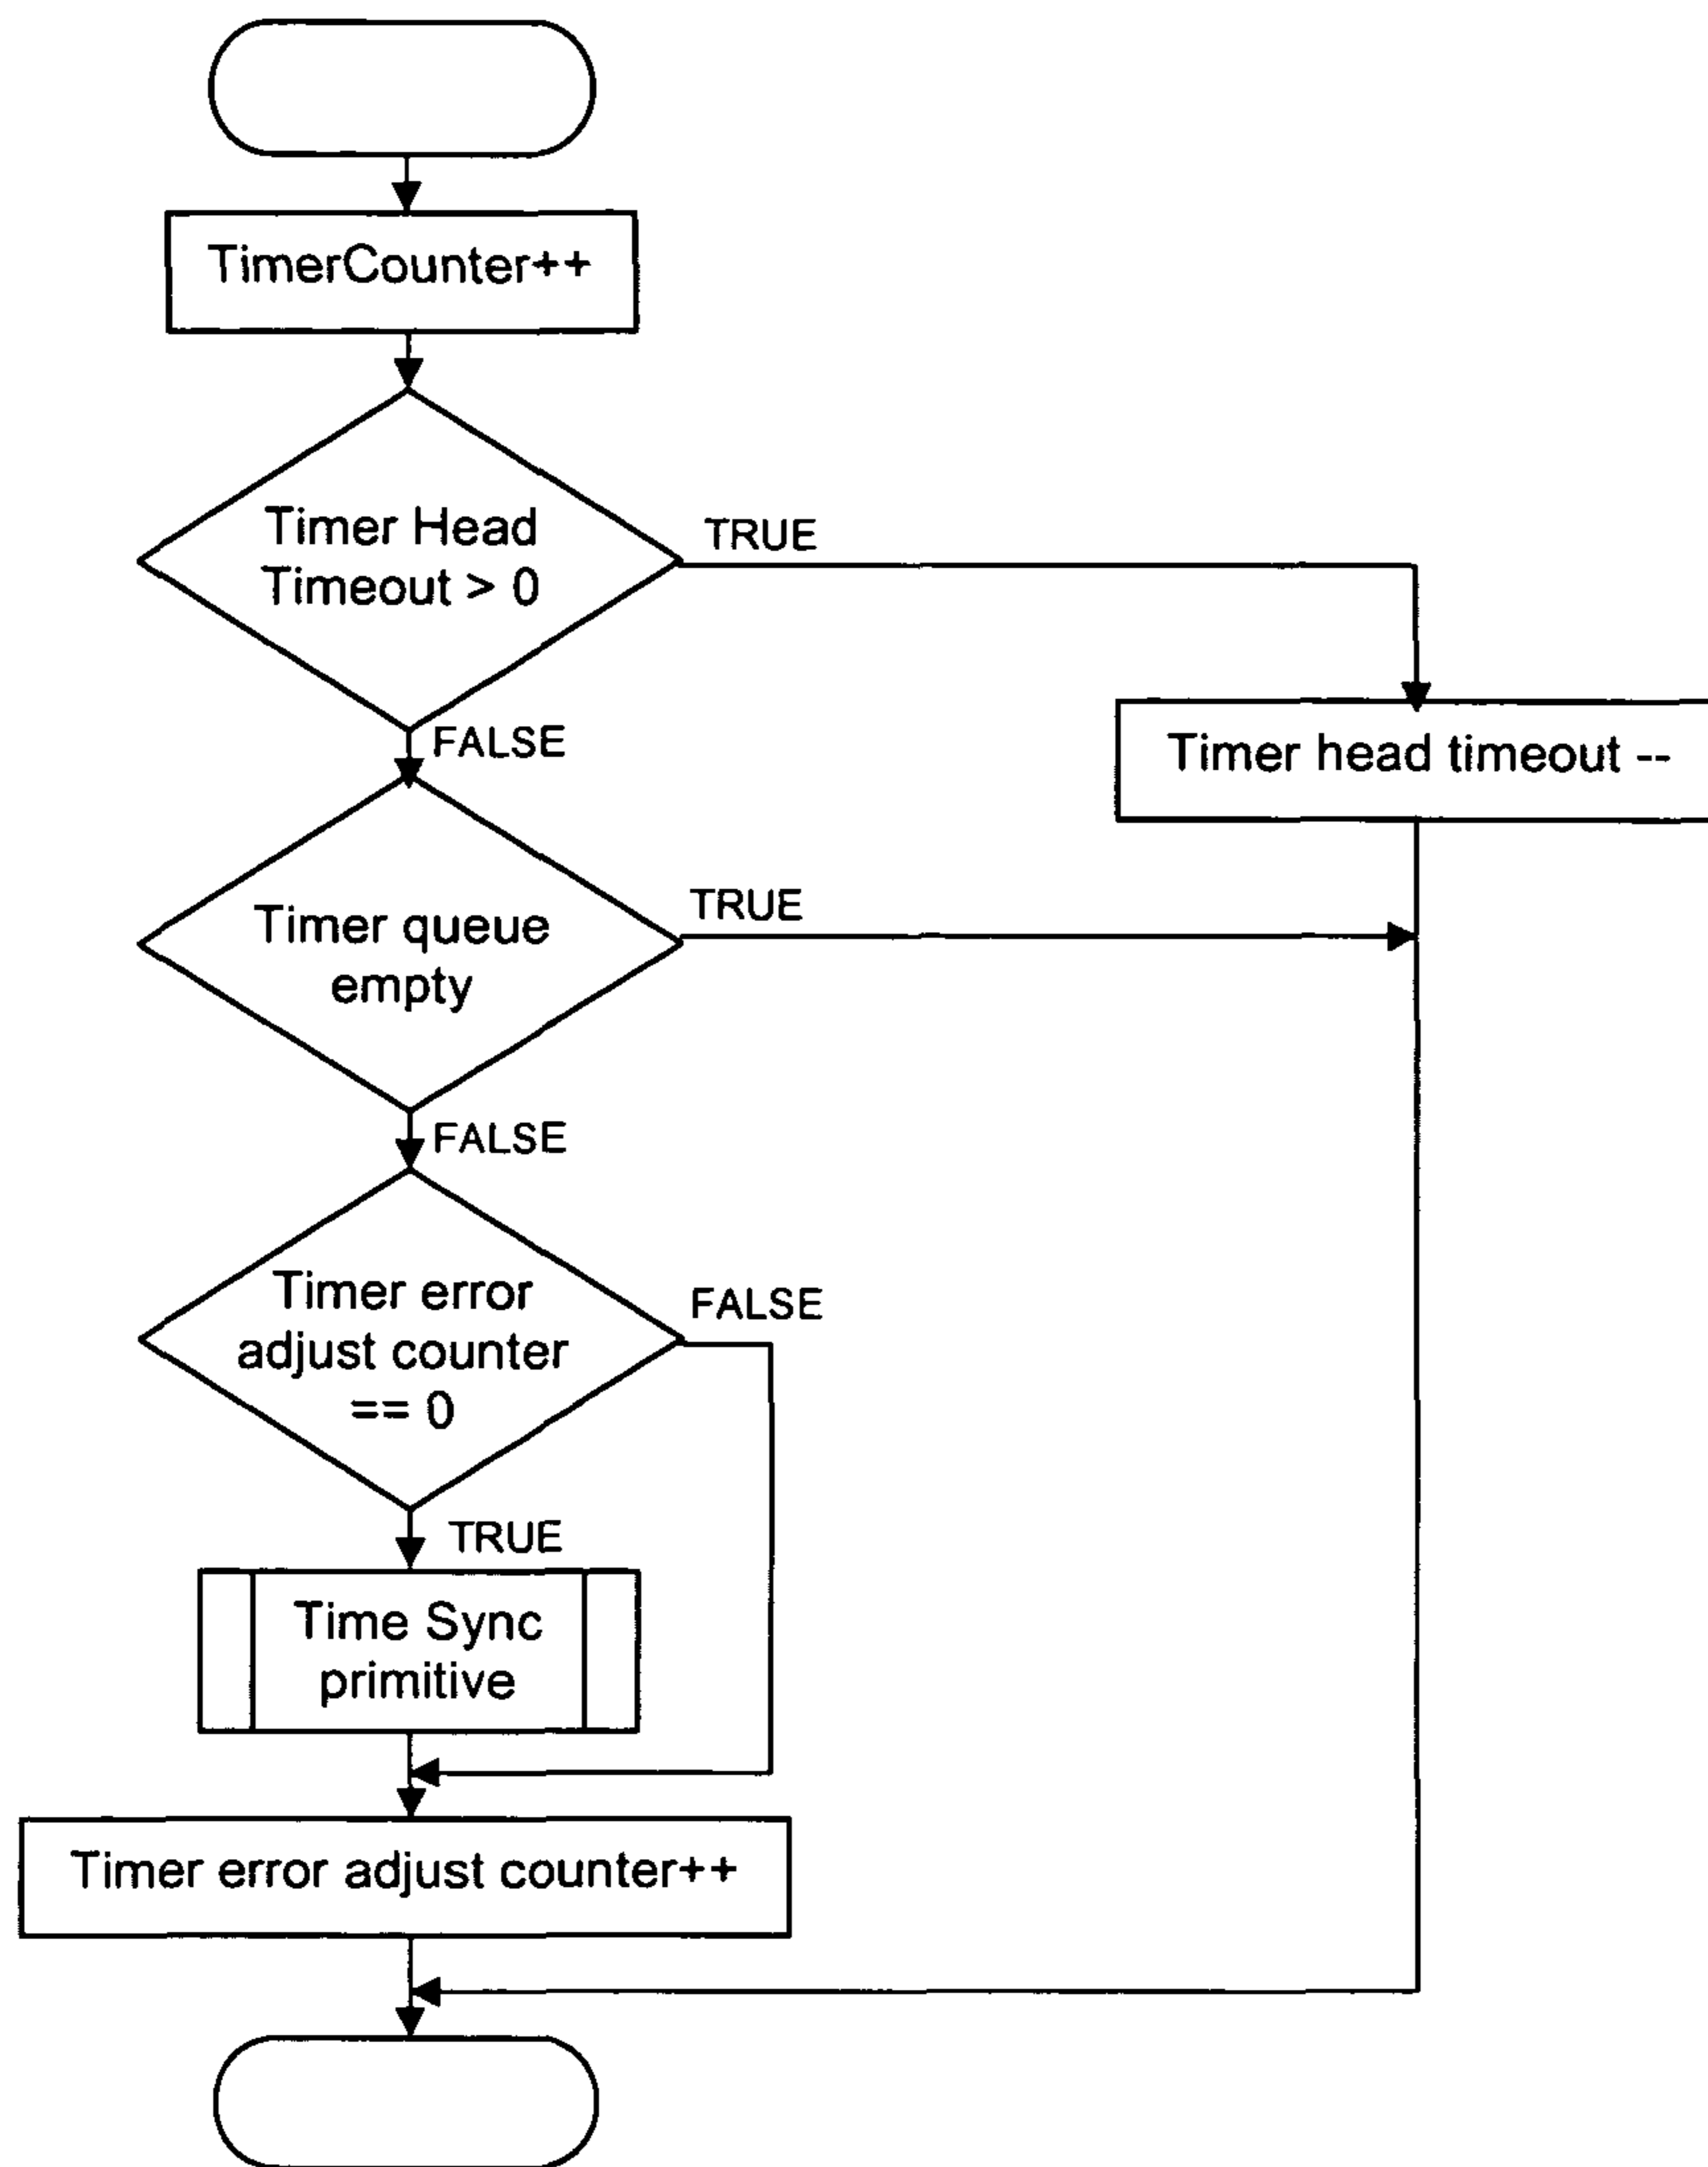 TimerCounter++
Timer Head
Timeout > 0
TRUE
FALSE
Timer head timeout --
Timer queue
empty
TRUE
FALSE
Timer error
adjust counter
== 0
FALSE
TRUE
Time Sync
primitive
Timer error adjust counter++